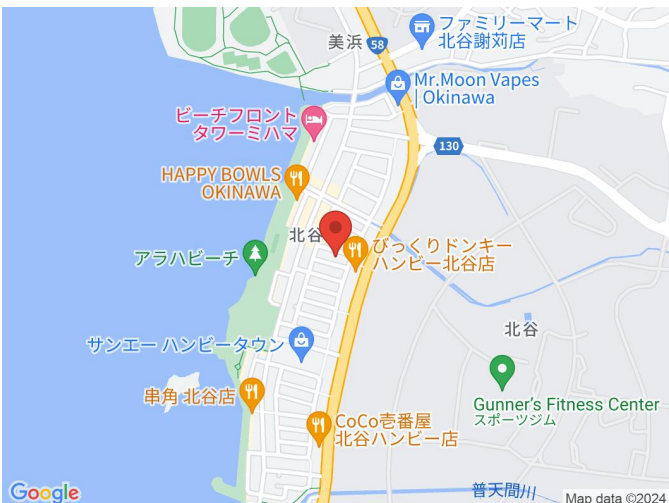 ファミリーマート
北谷謝苅店
美浜
58
Mr.Moon Vapes
| Okinawa
ビーチフロント
タワーミハマ
130
HAPPY BOWLS
OKINAWA
北谷
びっくりドンキー
ハンビー北谷店
アラハビーチ
北谷
サンエー ハンビータウン
Gunner's Fitness Center
スポーツジム
串角 北谷店
CoCo壱番屋
北谷ハンビー店
普天間川
Google
Map data ©2024